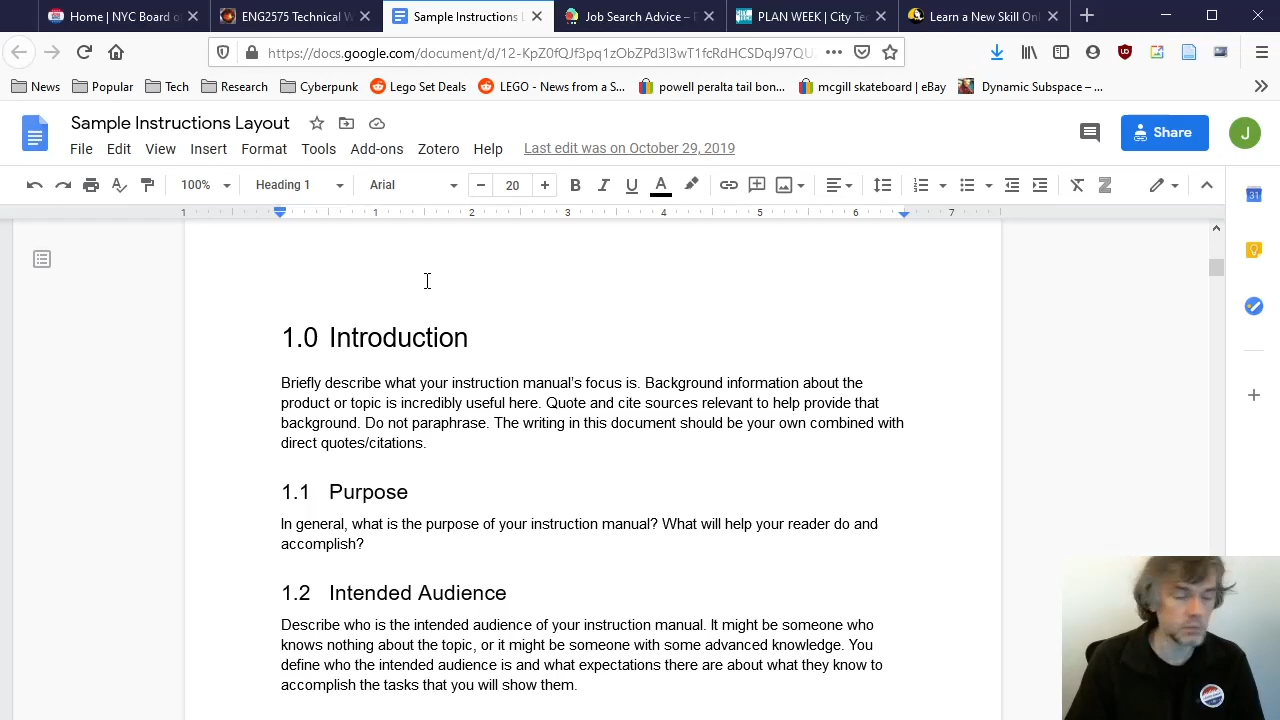 Home | NYC Board o
ENG2575 Technical W
Sample Instructions L
Job Search Advice –
PLAN WEEK | City Te
Learn a New Skill Onl
https://docs.google.com/document/d/12-KpZ0fQJf3pq1zObZPd3I3wT1fcRdHCSDqJ97QU
News
Popular
Tech
Research
Cyberpunk
Lego Set Deals
LEGO - News from a S...
powell peralta tail bon...
mcgill skateboard | eBay
Dynamic Subspace – ...
Sample Instructions Layout
Share
J
File Edit View Insert Format Tools Add-ons Zotero Help Last edit was on October 29, 2019
100% Heading 1 Arial 20 B I U A
1 1 2 3 4 5 6 7
31
1.0 Introduction
Briefly describe what your instruction manual's focus is. Background information about the
product or topic is incredibly useful here. Quote and cite sources relevant to help provide that
background. Do not paraphrase. The writing in this document should be your own combined with
direct quotes/citations.
1.1 Purpose
In general, what is the purpose of your instruction manual? What will help your reader do and
accomplish?
1.2 Intended Audience
Describe who is the intended audience of your instruction manual. It might be someone who
knows nothing about the topic, or it might be someone with some advanced knowledge. You
define who the intended audience is and what expectations there are about what they know to
accomplish the tasks that you will show them.